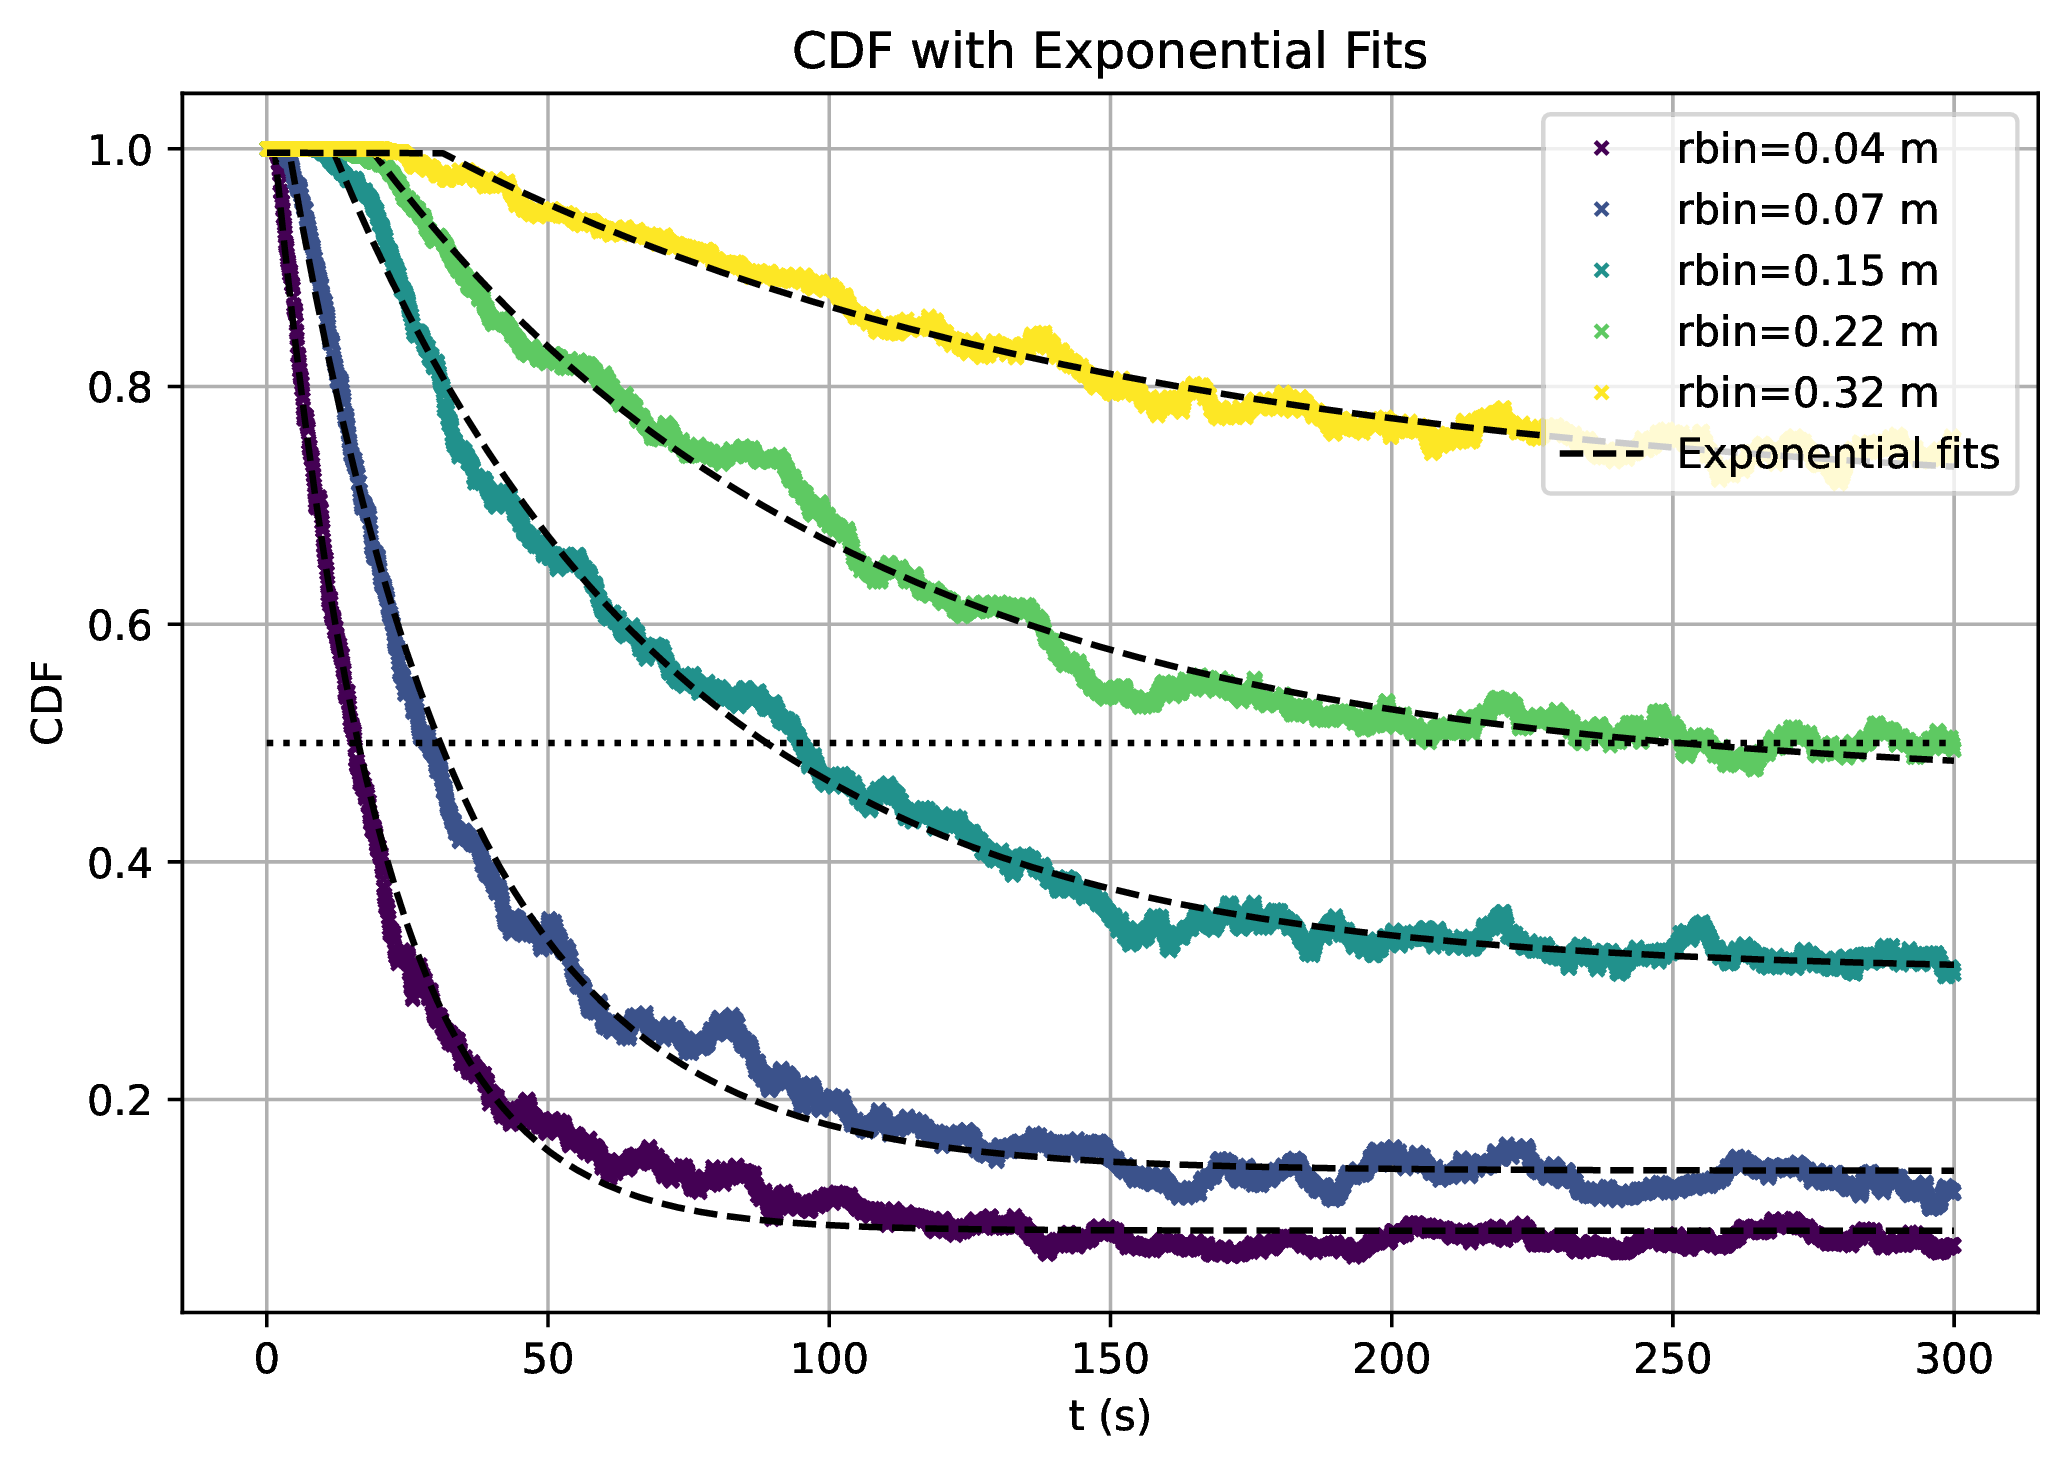 CDF with Exponential Fits
1.0
0.8
0.6
0.4
0.2
CDF
rbin=0.04 m
rbin=0.07 m
rbin=0.15 m
rbin=0.22 m
rbin=0.32 m
Exponential fits
0 50 100 150 200 250 300
t (s)